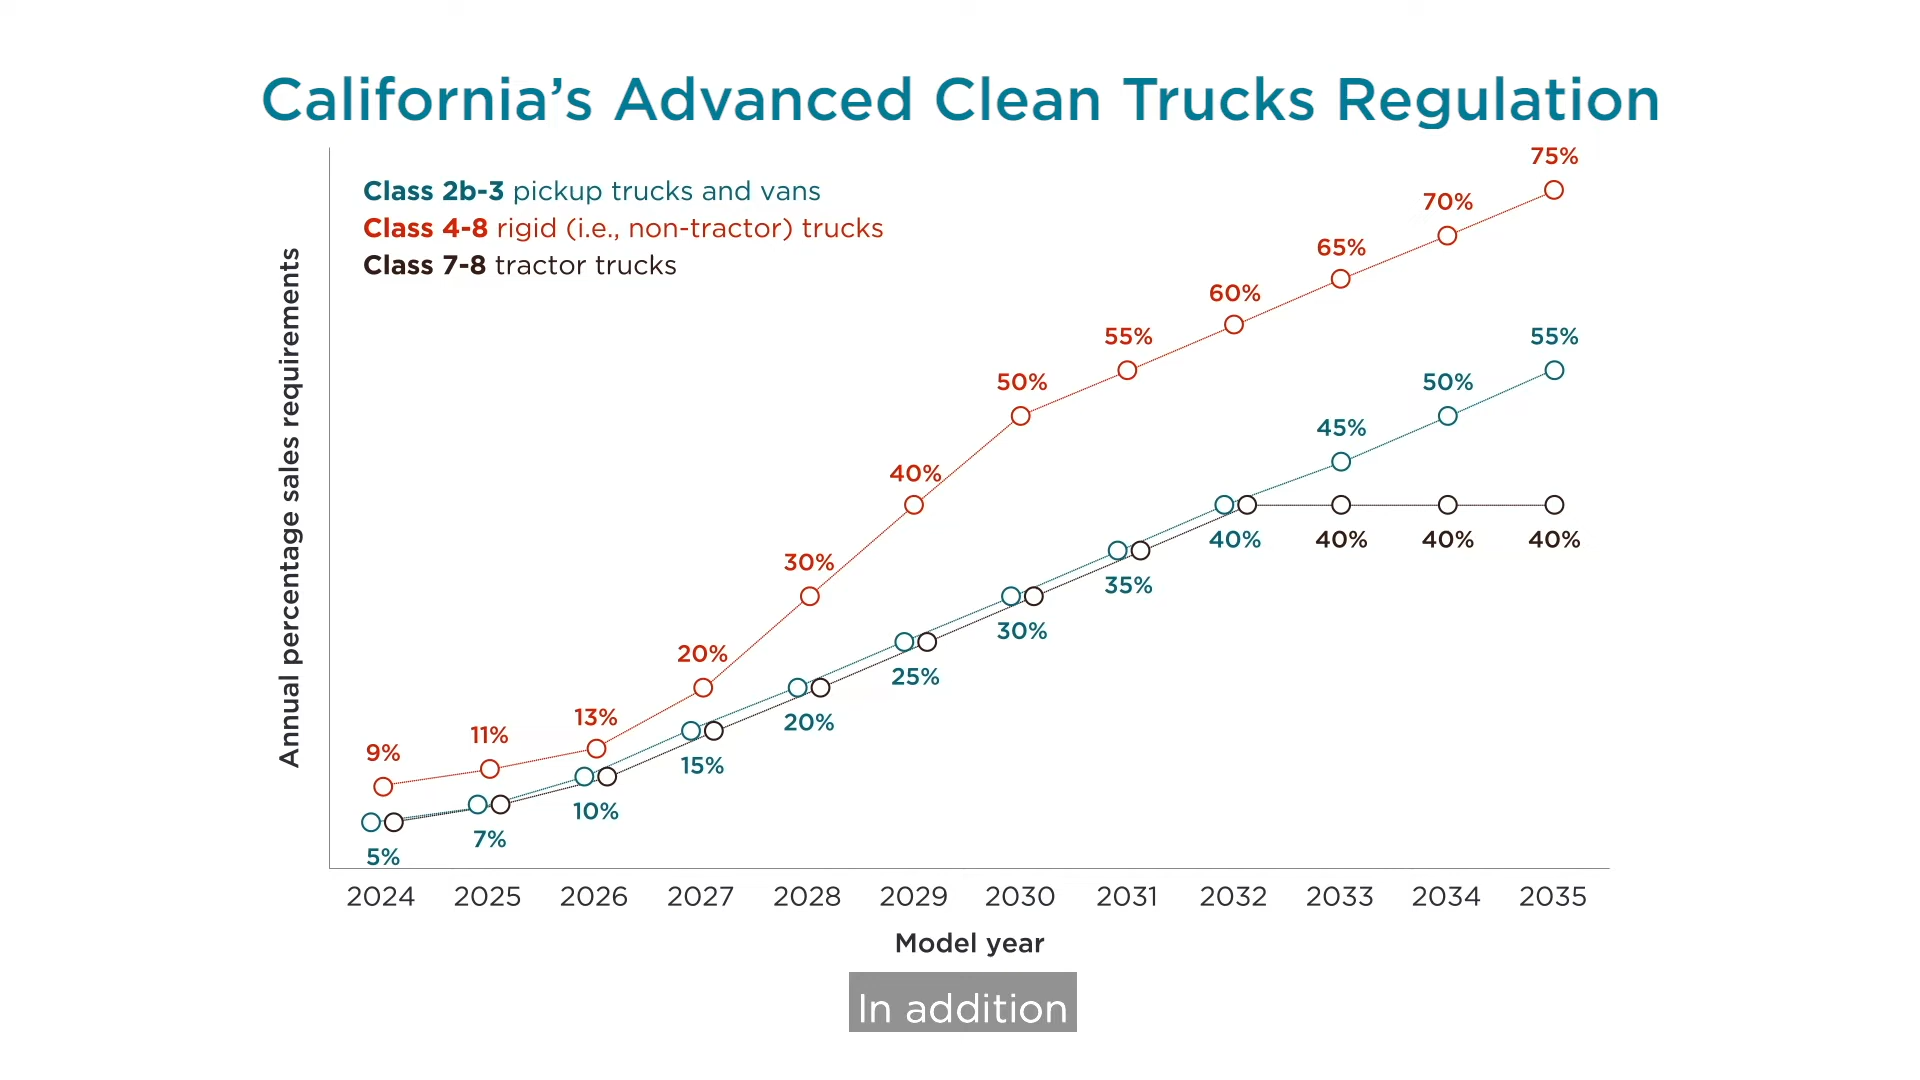 California's Advanced Clean Trucks Regulation
Class 2b-3 pickup trucks and vans
Class 4-8 rigid (i.e., non-tractor) trucks
Class 7-8 tractor trucks
Annual percentage sales requirements
9% 11% 13% 20% 30% 40% 50% 55% 60% 65% 70% 75%
45% 50% 55%
5% 7% 10% 15% 20% 25% 30% 35% 40% 40% 40% 40%
2024 2025 2026 2027 2028 2029 2030 2031 2032 2033 2034 2035
Model year
In addition